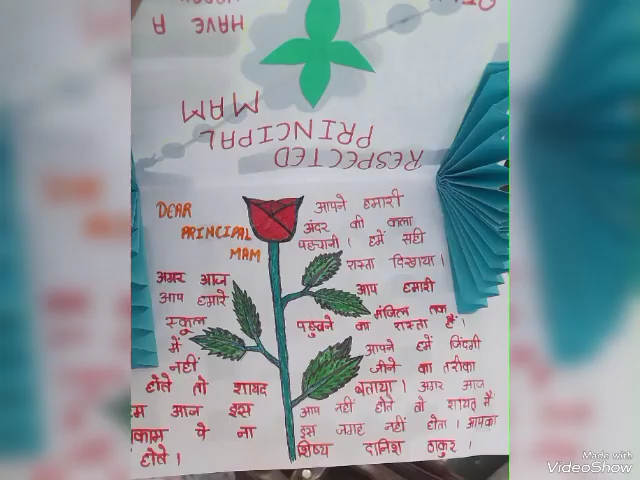 HAVE A
RESPECTED
PRINCIPAL
MAM
DEAR
PRINCIPAL
MAM
अगर आज
आप हमारे
स्कूल
में
नहीं
होते तो शायद
म आज इस
काम पे ना
होते ।
आपने हमारी
अंदर की कला
पहचानी । हमें सही
रास्ता दिखाया ।
आप हमारी
मंजिल तक
पहुचने का रास्ता हैं ।
आपने हमें जिंदगी
जीने का तरीका
बताया । अगर आज
आप नहीं होते तो शायद मैं
इस जगह नहीं होता । आपका
शिष्य दानिश ठाकुर ।
Made with
VideoShow